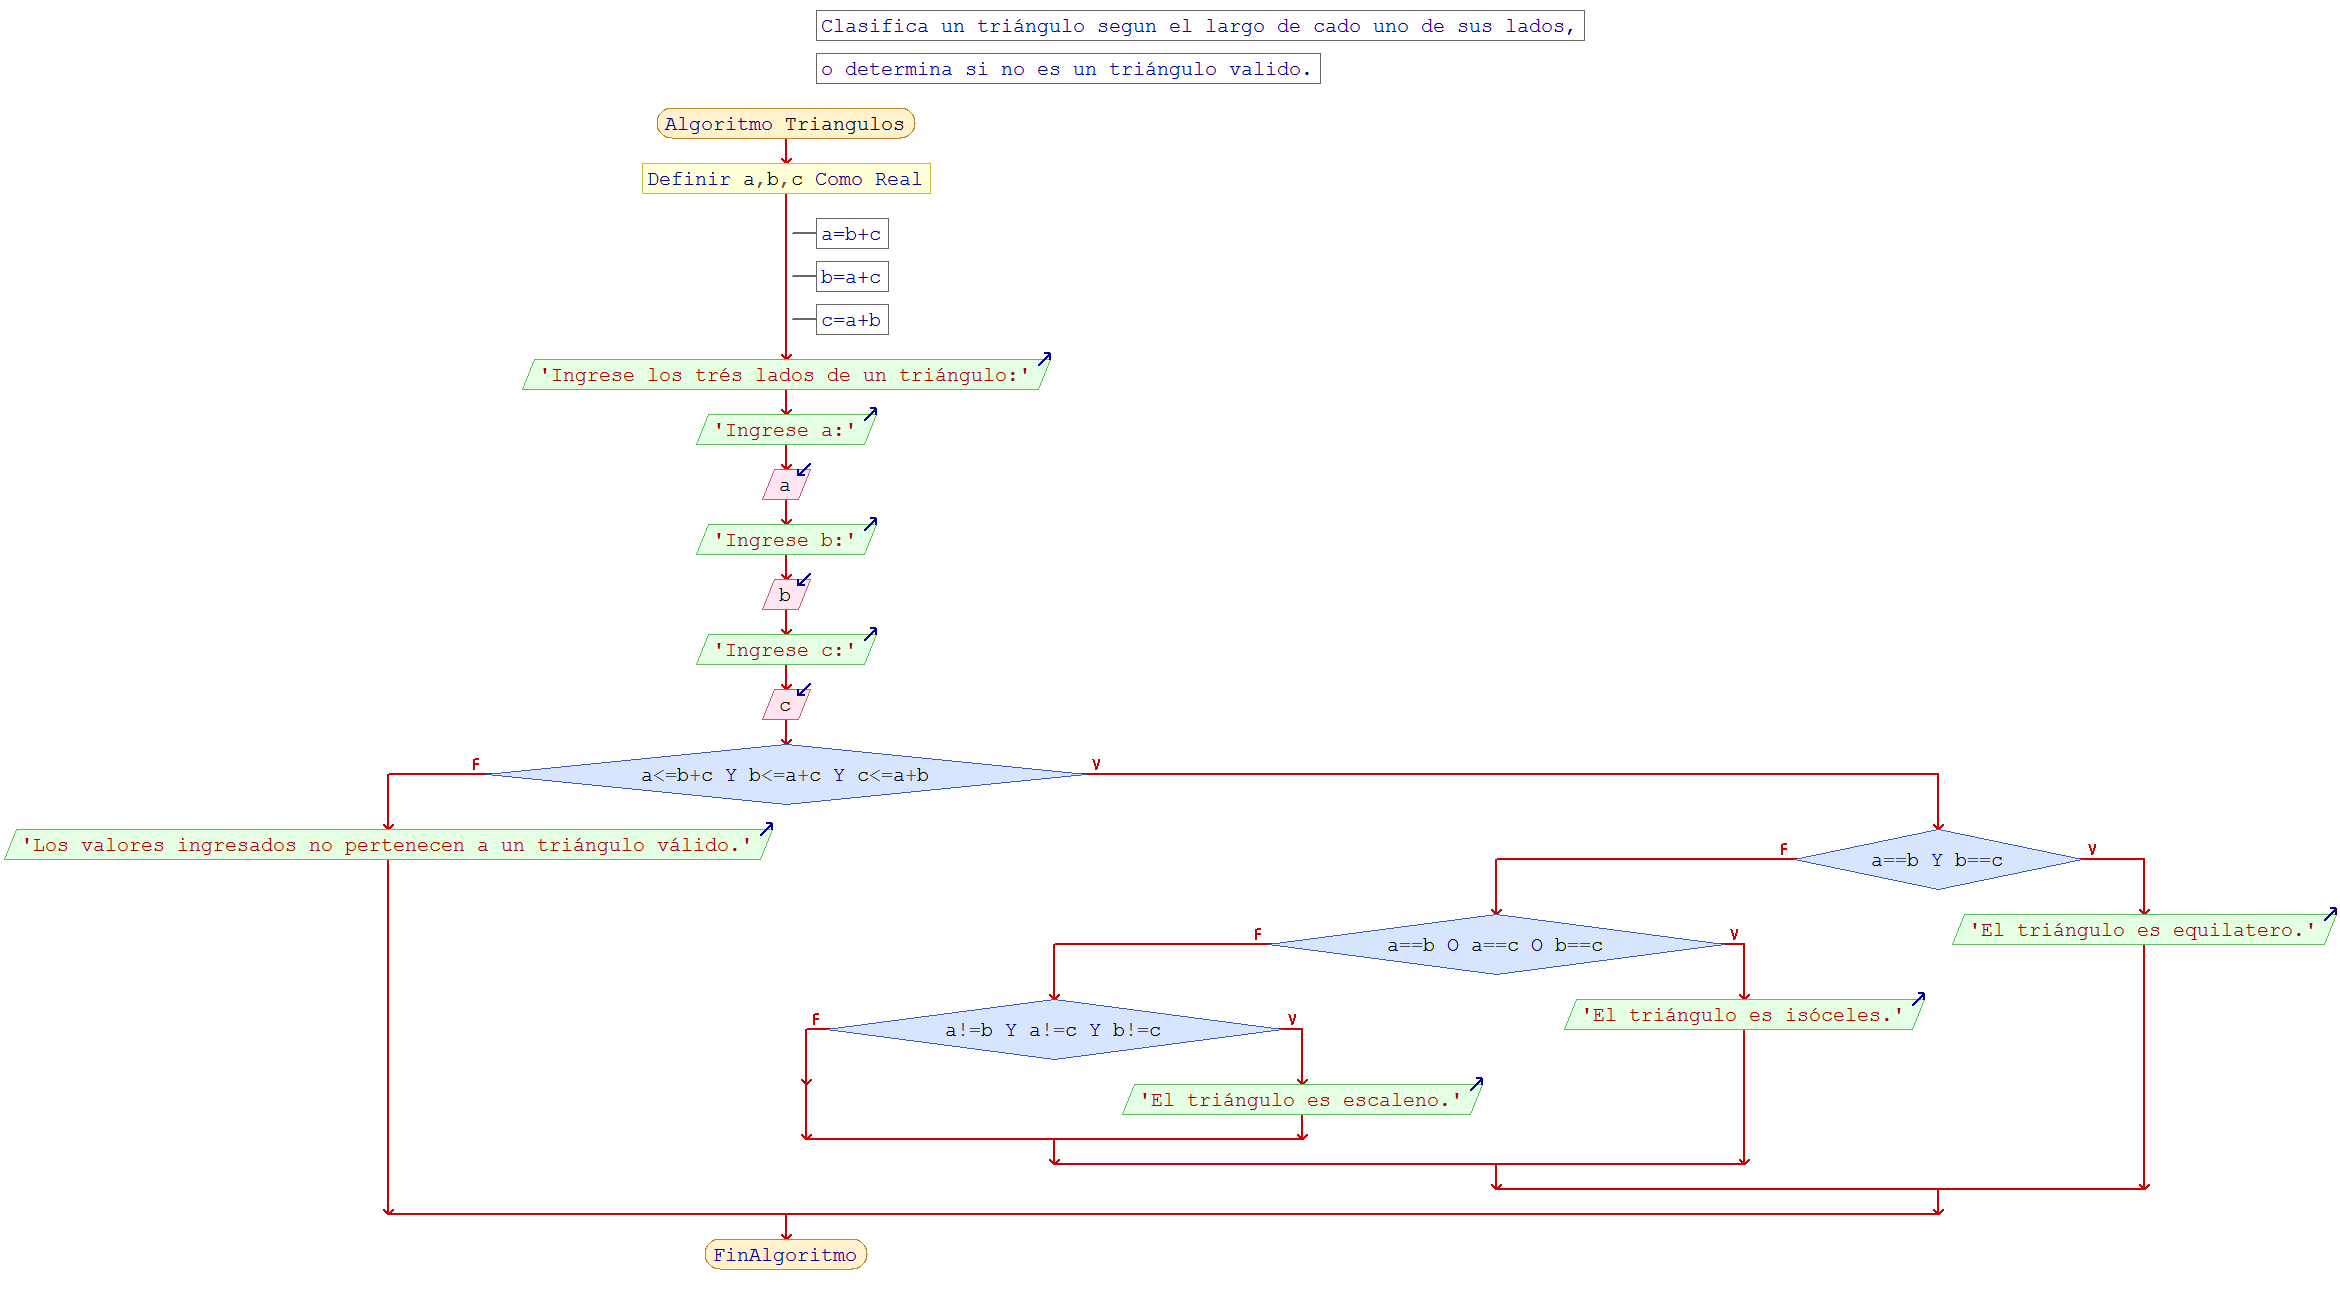 Clasifica un triángulo segun el largo de cado uno de sus lados,
o determina si no es un triángulo valido.
Algoritmo Triangulos
Definir a,b,c Como Real
a=b+c
b=a+c
c=a+b
'Ingrese los trés lados de un triángulo:'
'Ingrese a:'
a
'Ingrese b:'
b
'Ingrese c:'
c
F
a<=b+c Y b<=a+c Y c<=a+b
V
'Los valores ingresados no pertenecen a un triángulo válido.'
F
a==b Y b==c
V
'El triángulo es equilatero.'
F
a==b O a==c O b==c
V
'El triángulo es isóceles.'
F
a!=b Y a!=c Y b!=c
V
'El triángulo es escaleno.'
FinAlgoritmo